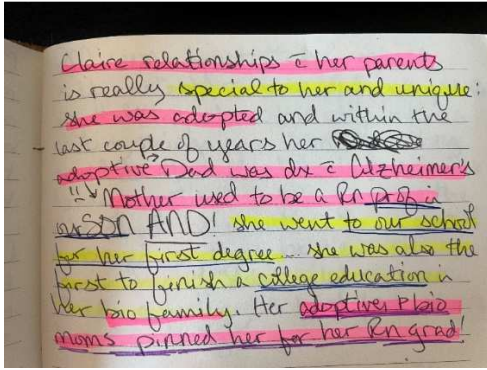 Claire relationships c̄ her parents
is really special to her and unique:
she was adopted and within the
last couple of years her
adoptive Dad was dx c̄ Alzheimer's
!! Mother used to be a Rn prof in
our SON AND! she went to our school
for her first degree... she was also the
first to finish a college education in
her bio family. Her adoptive & bio
moms pinned her for her Rn grad!